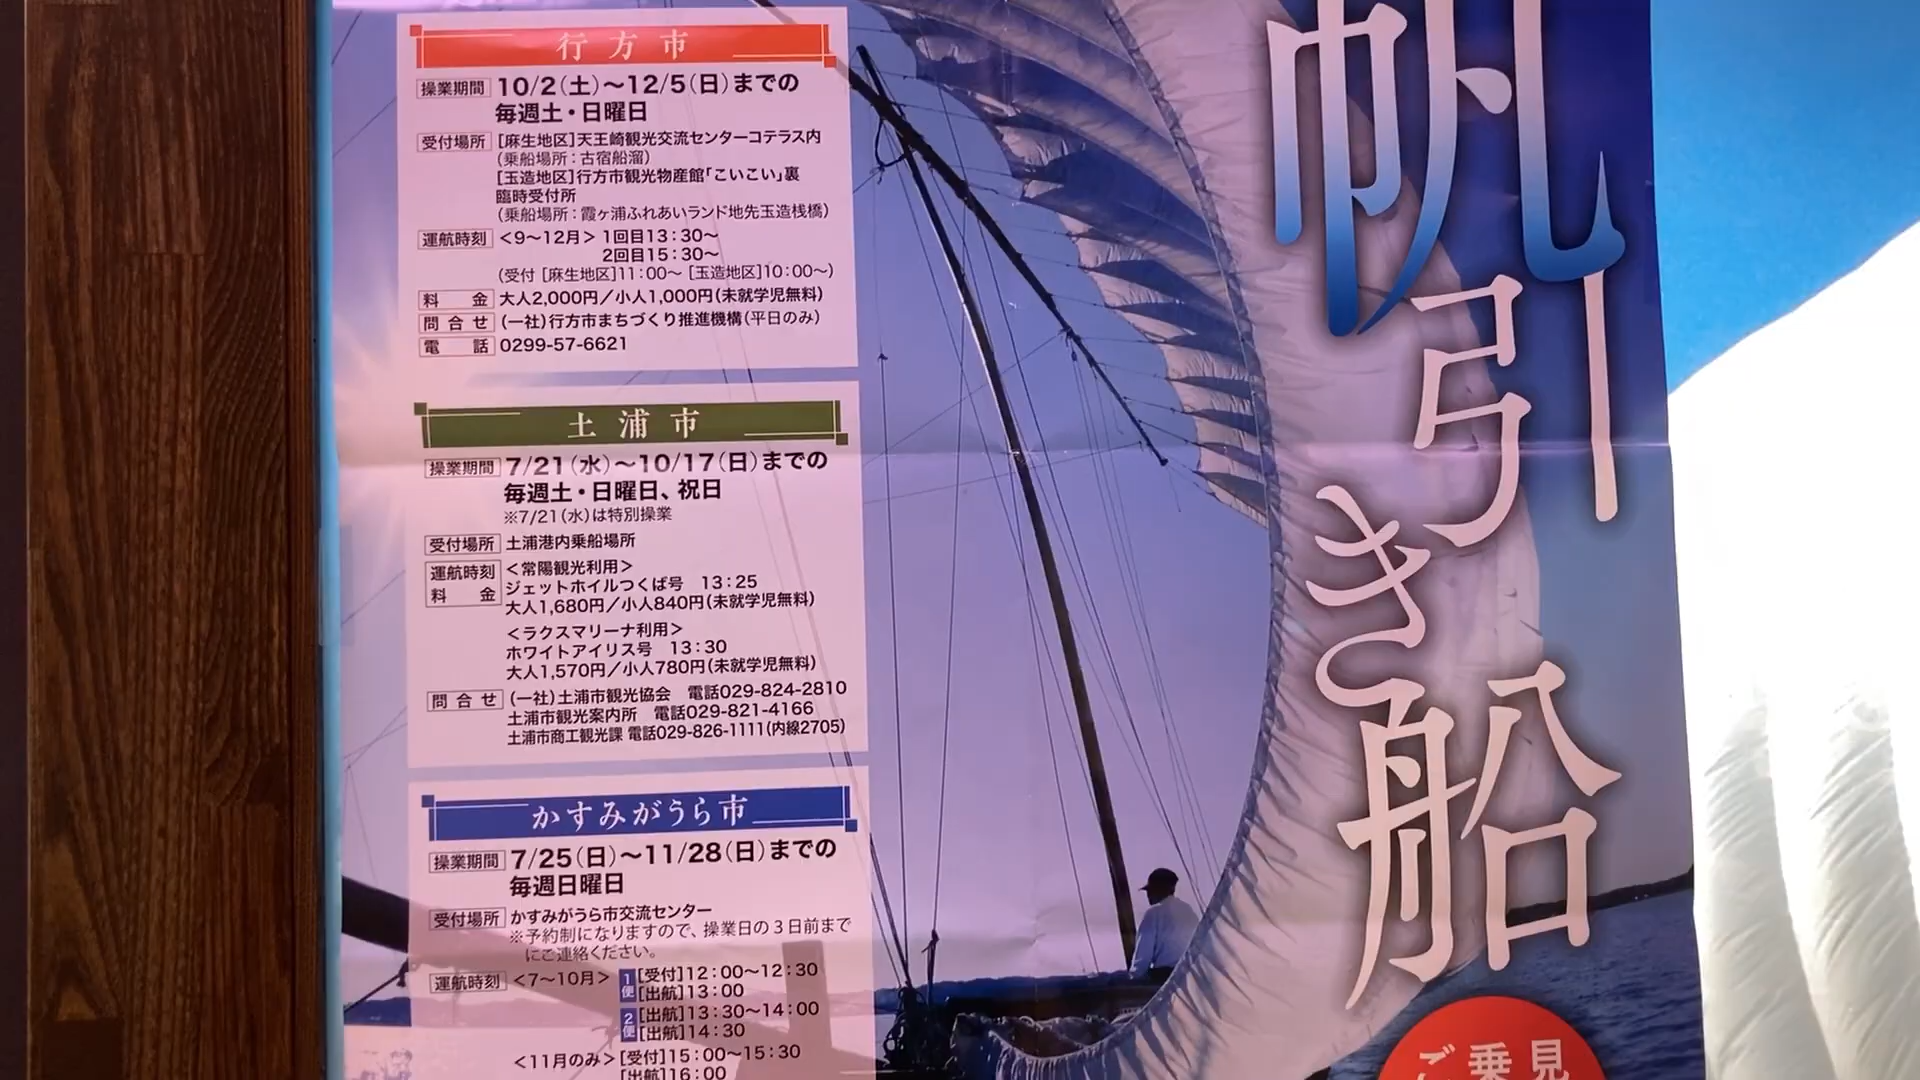 帆引き船
行方市
操業期間 10/2(土)〜12/5(日)までの
毎週土・日曜日
受付場所 [麻生地区]天王崎観光交流センターコテラス内
(乗船場所:古宿船溜)
[玉造地区]行方市観光物産館「こいこい」裏
臨時受付所
(乗船場所:霞ヶ浦ふれあいランド地先玉造桟橋)
運航時刻 <9〜12月> 1回目13:30〜
2回目15:30〜
(受付 [麻生地区]11:00〜 [玉造地区]10:00〜)
料金 大人2,000円/小人1,000円(未就学児無料)
問合せ (一社)行方市まちづくり推進機構(平日のみ)
電話 0299-57-6621
土浦市
操業期間 7/21(水)〜10/17(日)までの
毎週土・日曜日、祝日
※7/21(水)は特別操業
受付場所 土浦港内乗船場所
運航時刻 <常陽観光利用>
料金 ジェットホイルつくば号 13:25
大人1,680円/小人840円(未就学児無料)
<ラクスマリーナ利用>
ホワイトアイリス号 13:30
大人1,570円/小人780円(未就学児無料)
問合せ (一社)土浦市観光協会 電話029-824-2810
土浦市観光案内所 電話029-821-4166
土浦市商工観光課 電話029-826-1111(内線2705)
かすみがうら市
操業期間 7/25(日)〜11/28(日)までの
毎週日曜日
受付場所 かすみがうら市交流センター
※予約制になりますので、操業日の3日前まで
にご連絡ください。
運航時刻 <7〜10月> 1便 [受付]12:00〜12:30
[出航]13:00
2便 [出航]13:30〜14:00
[出航]14:30
<11月のみ> [受付]15:00〜15:30
[出航]16:00
ご乗見